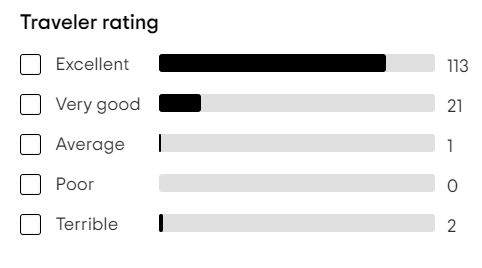 Traveler rating
Excellent 113
Very good 21
Average 1
Poor 0
Terrible 2